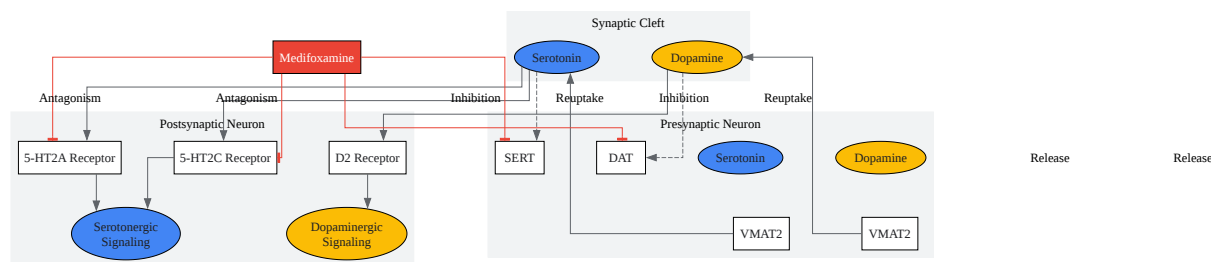 Synaptic Cleft
Medifoxamine
Serotonin
Dopamine
Antagonism
Antagonism
Inhibition
Reuptake
Inhibition
Reuptake
Postsynaptic Neuron
Presynaptic Neuron
5-HT2A Receptor
5-HT2C Receptor
D2 Receptor
SERT
DAT
Serotonin
Dopamine
Release
Release
Serotonergic
Signaling
Dopaminergic
Signaling
VMAT2
VMAT2